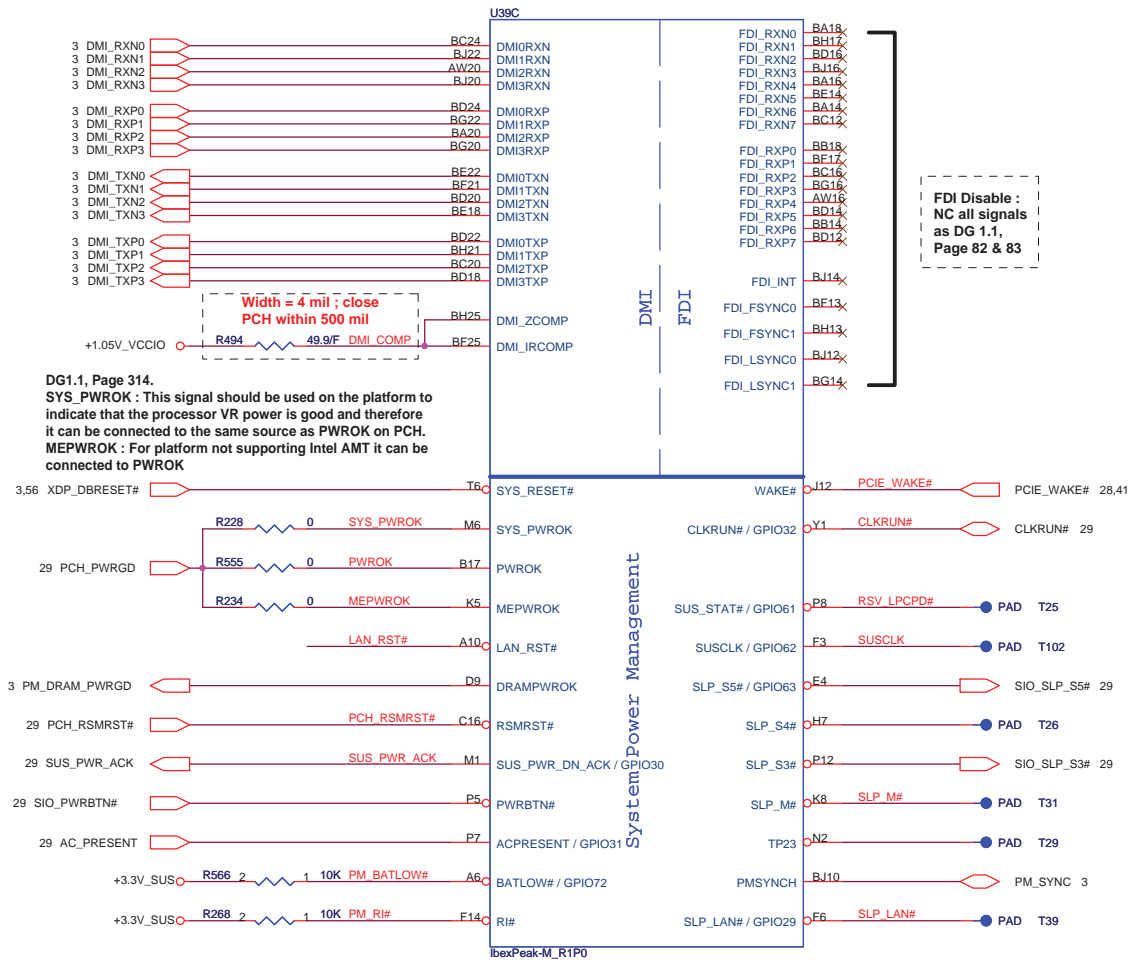 U39C
3 DMI_RXN0 BC24 DMI0RXN
3 DMI_RXN1 BJ22 DMI1RXN
3 DMI_RXN2 AW20 DMI2RXN
3 DMI_RXN3 BJ20 DMI3RXN
3 DMI_RXP0 BD24 DMI0RXP
3 DMI_RXP1 BG22 DMI1RXP
3 DMI_RXP2 BA20 DMI2RXP
3 DMI_RXP3 BG20 DMI3RXP
3 DMI_TXN0 BE22 DMI0TXN
3 DMI_TXN1 BF21 DMI1TXN
3 DMI_TXN2 BD20 DMI2TXN
3 DMI_TXN3 BE18 DMI3TXN
3 DMI_TXP0 BD22 DMI0TXP
3 DMI_TXP1 BH21 DMI1TXP
3 DMI_TXP2 BC20 DMI2TXP
3 DMI_TXP3 BD18 DMI3TXP
Width = 4 mil ; close
PCH within 500 mil
BH25 DMI_ZCOMP
+1.05V_VCCIO R494 49.9/F DMI_COMP BF25 DMI_IRCOMP
DMI
FDI
FDI_RXN0 BA18
FDI_RXN1 BH17
FDI_RXN2 BD16
FDI_RXN3 BJ16
FDI_RXN4 BA16
FDI_RXN5 BE14
FDI_RXN6 BA14
FDI_RXN7 BC12
FDI_RXP0 BB18
FDI_RXP1 BF17
FDI_RXP2 BC16
FDI_RXP3 BG16
FDI_RXP4 AW16
FDI_RXP5 BD14
FDI_RXP6 BB14
FDI_RXP7 BD12
FDI_INT BJ14
FDI_FSYNC0 BF13
FDI_FSYNC1 BH13
FDI_LSYNC0 BJ12
FDI_LSYNC1 BG14
FDI Disable :
NC all signals
as DG 1.1,
Page 82 & 83
DG1.1, Page 314.
SYS_PWROK : This signal should be used on the platform to
indicate that the processor VR power is good and therefore
it can be connected to the same source as PWROK on PCH.
MEPWROK : For platform not supporting Intel AMT it can be
connected to PWROK
3,56 XDP_DBRESET# T6 SYS_RESET#
R228 0 SYS_PWROK M6 SYS_PWROK
29 PCH_PWRGD R555 0 PWROK B17 PWROK
R234 0 MEPWROK K5 MEPWROK
LAN_RST# A10 LAN_RST#
3 PM_DRAM_PWRGD D9 DRAMPWROK
29 PCH_RSMRST# PCH_RSMRST# C16 RSMRST#
29 SUS_PWR_ACK SUS_PWR_ACK M1 SUS_PWR_DN_ACK / GPIO30
29 SIO_PWRBTN# P5 PWRBTN#
29 AC_PRESENT P7 ACPRESENT / GPIO31
+3.3V_SUS R566 2 1 10K PM_BATLOW# A6 BATLOW# / GPIO72
+3.3V_SUS R268 2 1 10K PM_RI# F14 RI#
System Power Management
WAKE# J12 PCIE_WAKE# PCIE_WAKE# 28,41
CLKRUN# / GPIO32 Y1 CLKRUN# CLKRUN# 29
SUS_STAT# / GPIO61 P8 RSV_LPCPD# PAD T25
SUSCLK / GPIO62 F3 SUSCLK PAD T102
SLP_S5# / GPIO63 E4 SIO_SLP_S5# 29
SLP_S4# H7 PAD T26
SLP_S3# P12 SIO_SLP_S3# 29
SLP_M# K8 SLP_M# PAD T31
TP23 N2 PAD T29
PMSYNCH BJ10 PM_SYNC 3
SLP_LAN# / GPIO29 F6 SLP_LAN# PAD T39
IbexPeak-M_R1P0